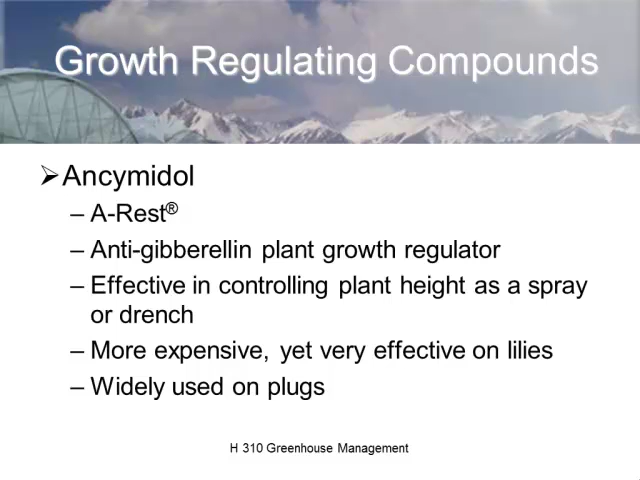 Growth Regulating Compounds
➢Ancymidol
– A-Rest®
– Anti-gibberellin plant growth regulator
– Effective in controlling plant height as a spray
or drench
– More expensive, yet very effective on lilies
– Widely used on plugs
H 310 Greenhouse Management